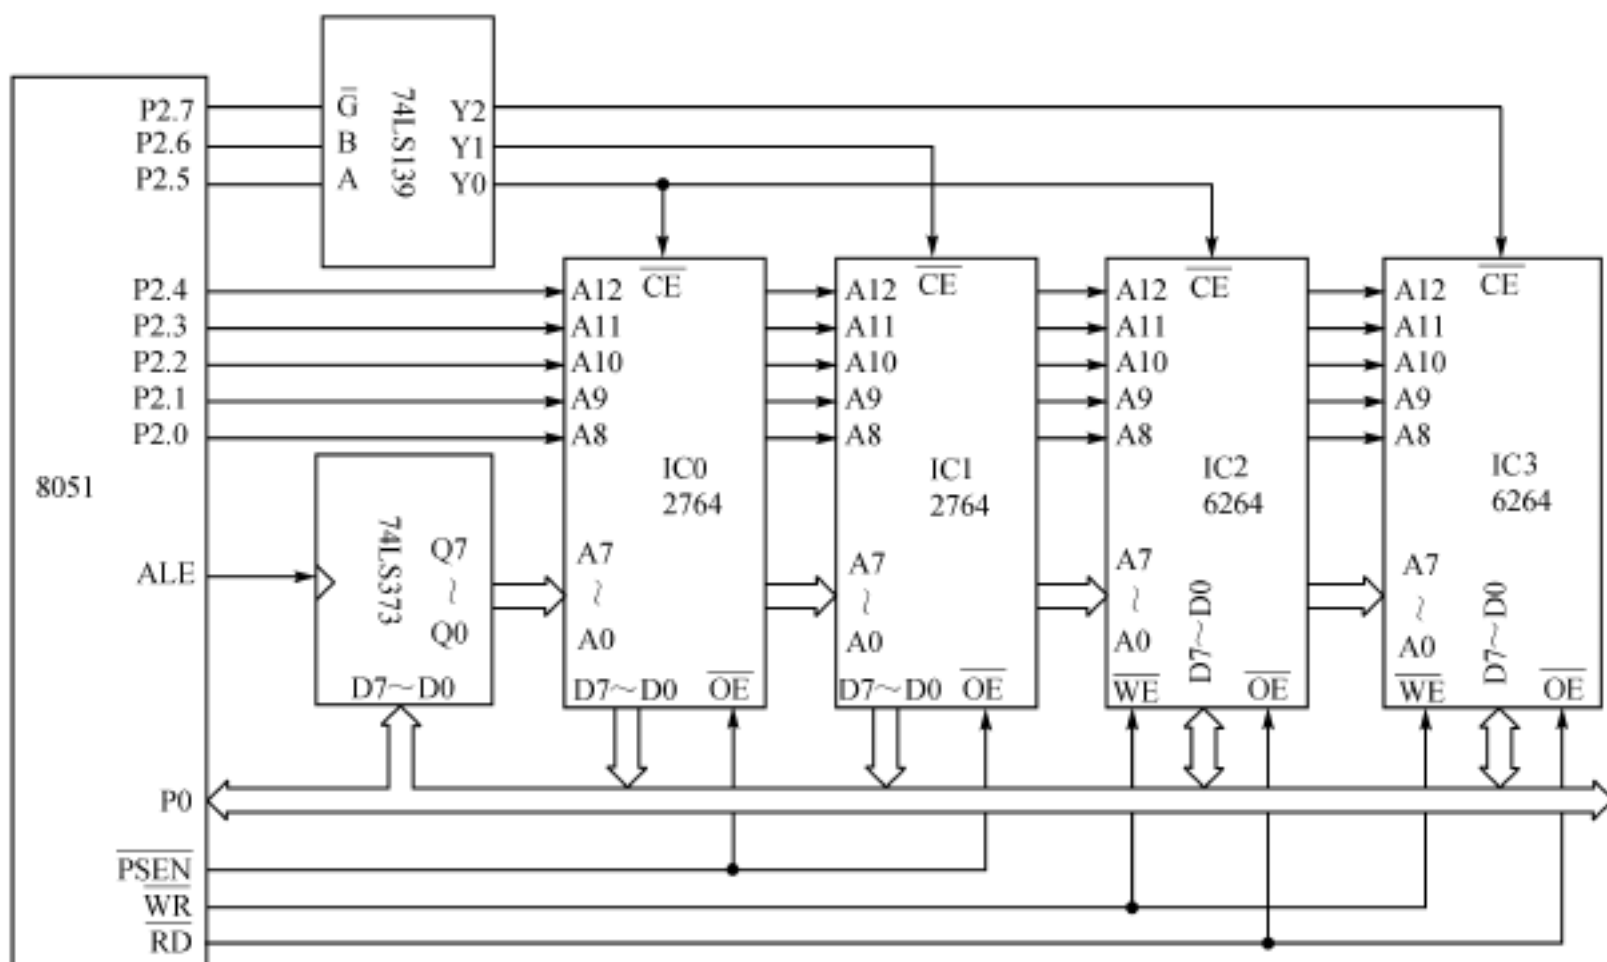 8051
P2.7
P2.6
P2.5
P2.4
P2.3
P2.2
P2.1
P2.0
ALE
P0
PSEN
WR
RD
74LS139
G
B
A
Y2
Y1
Y0
74LS373
Q7
~
Q0
D7~D0
CE
A12
A11
A10
A9
A8
IC0
2764
A7
~
A0
D7~D0
OE
CE
A12
A11
A10
A9
A8
IC1
2764
A7
~
A0
D7~D0
OE
CE
A12
A11
A10
A9
A8
IC2
6264
A7
~
A0
D7~D0
WE
OE
CE
A12
A11
A10
A9
A8
IC3
6264
A7
~
A0
D7~D0
WE
OE